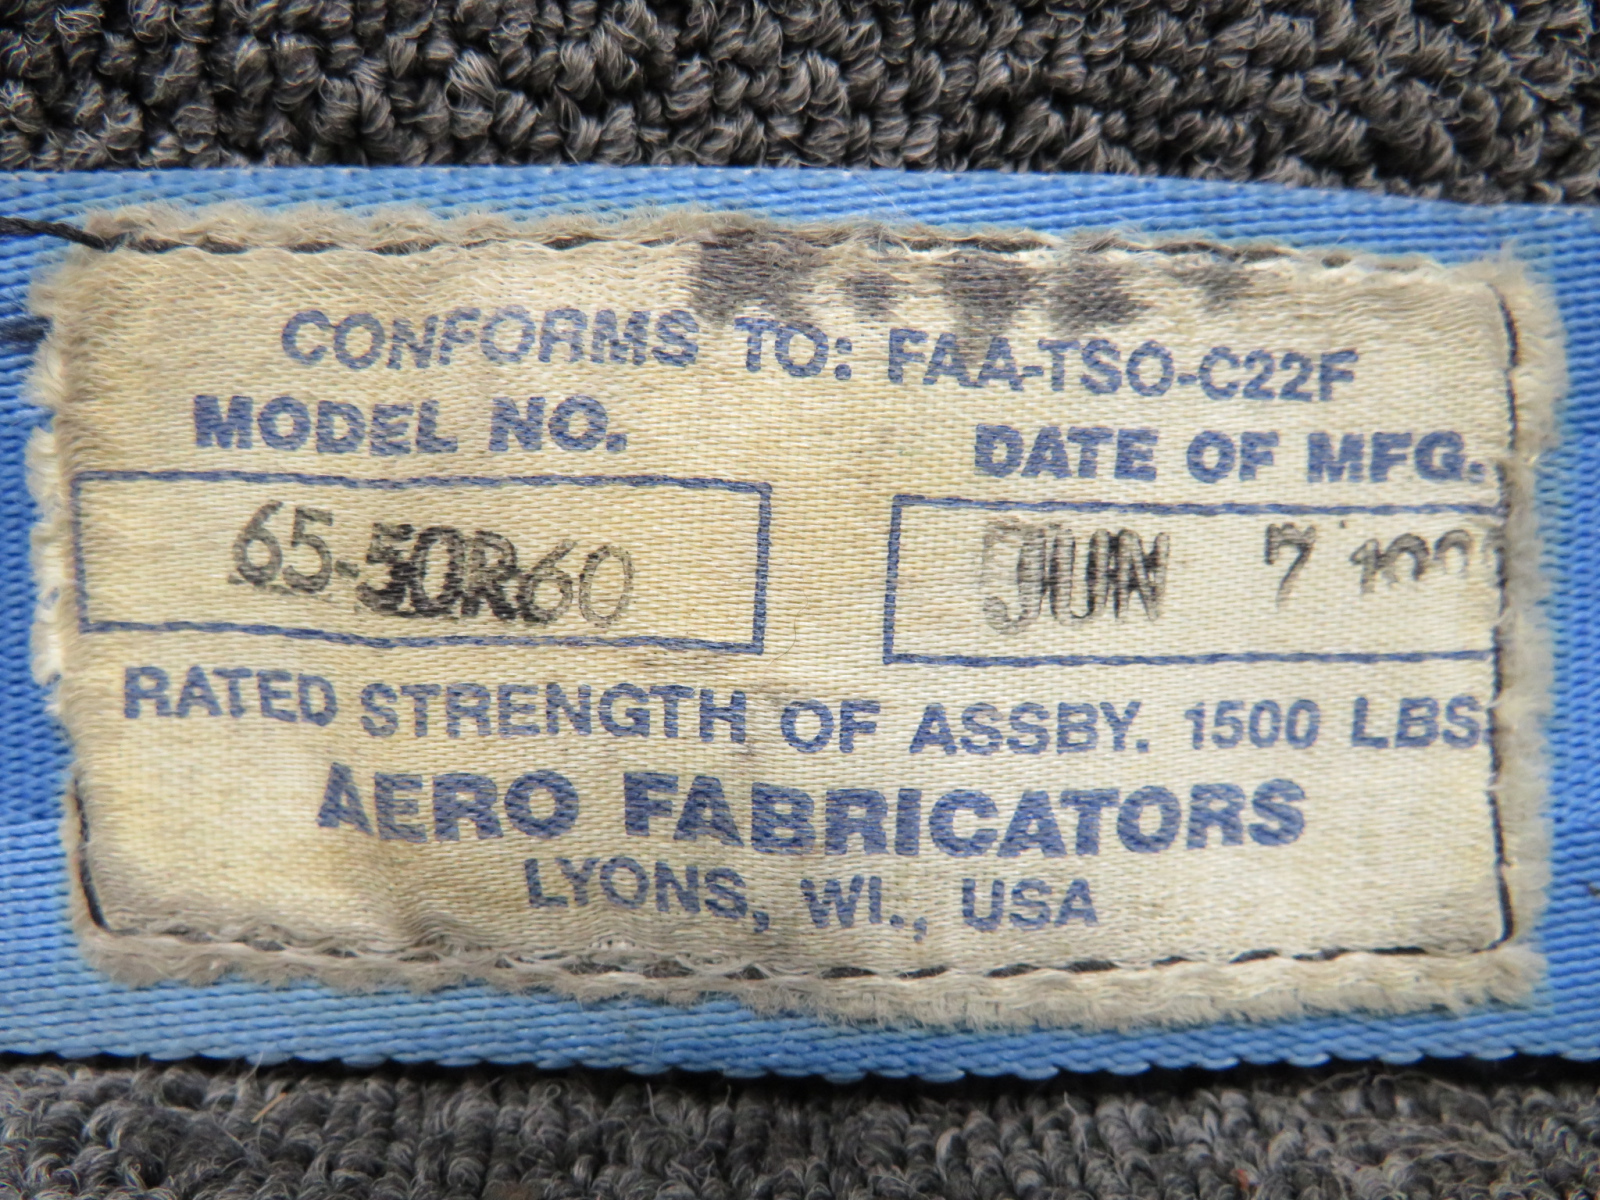 CONFORMS TO: FAA-TSO-C22F
MODEL NO. DATE OF MFG.
65-50R60 JUN 7
RATED STRENGTH OF ASSBY. 1500 LBS
AERO FABRICATORS
LYONS, WI., USA